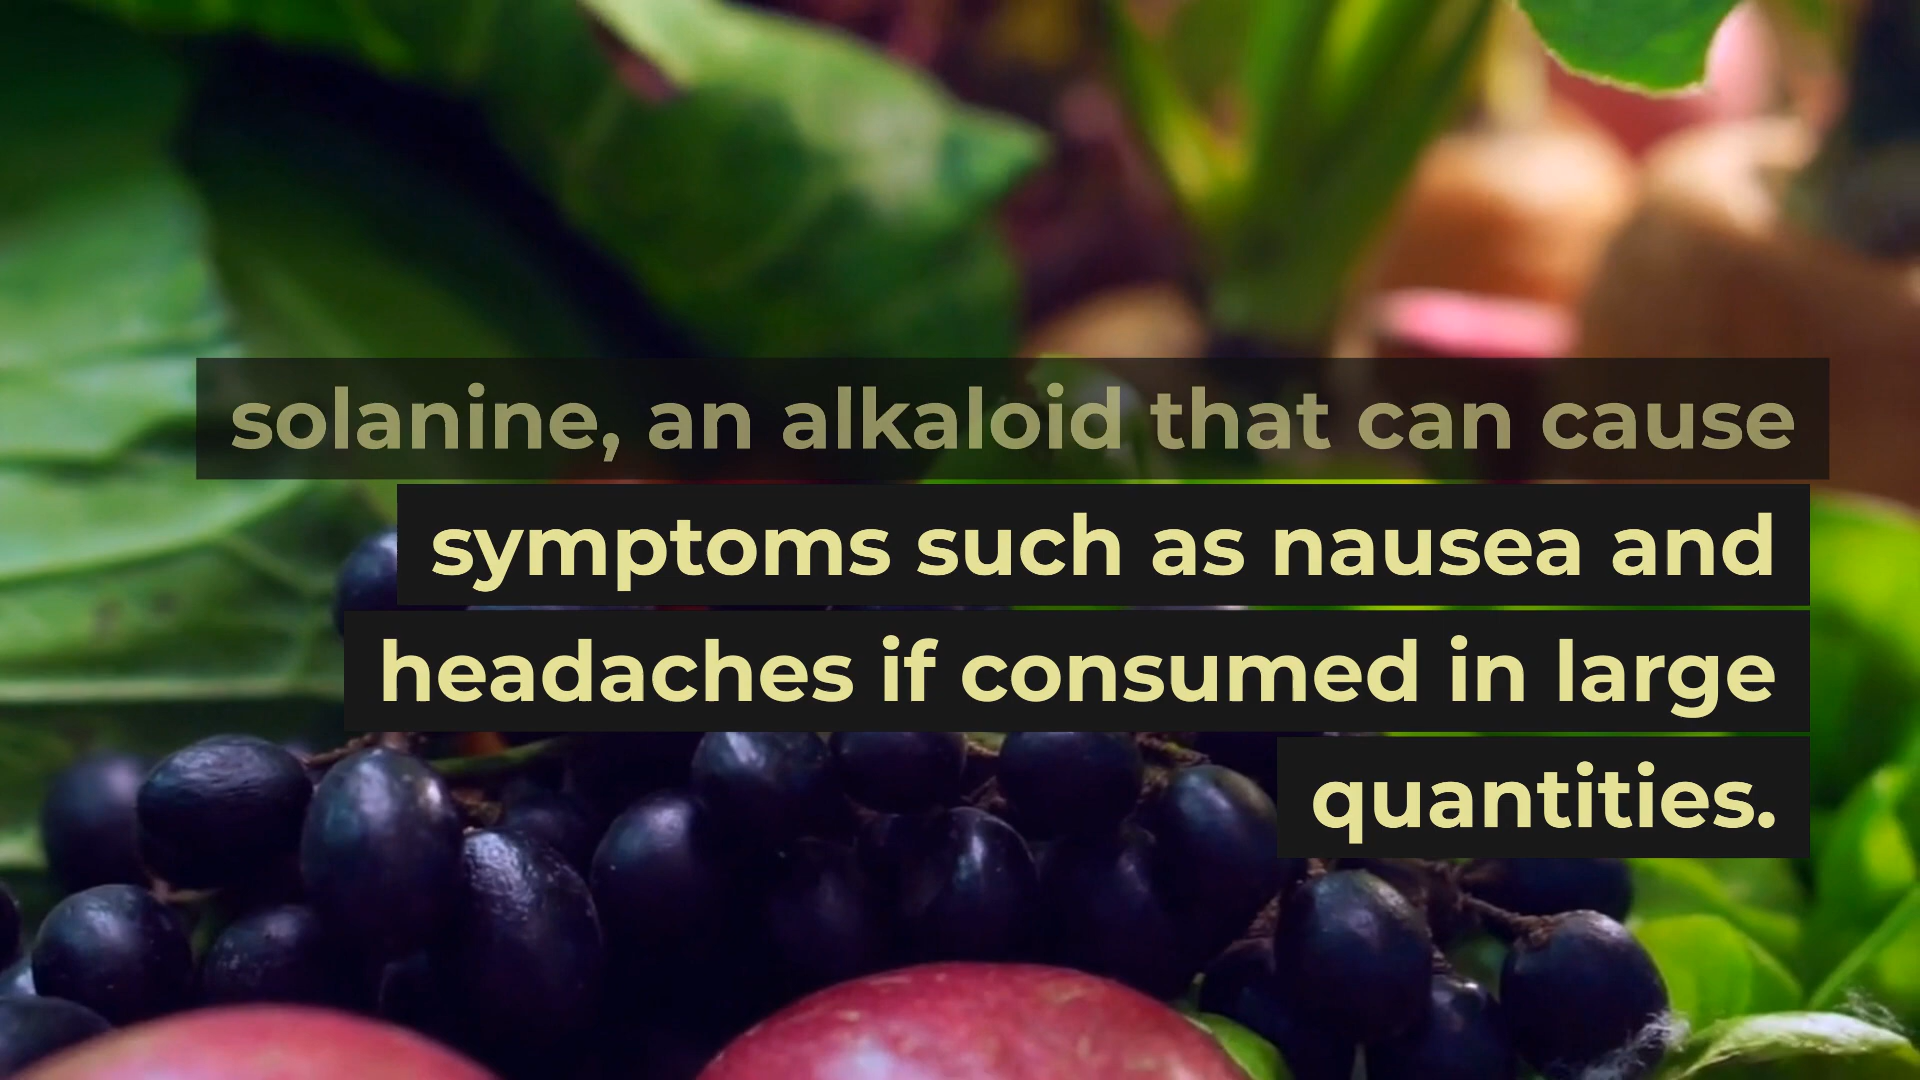 solanine, an alkaloid that can cause
symptoms such as nausea and
headaches if consumed in large
quantities.